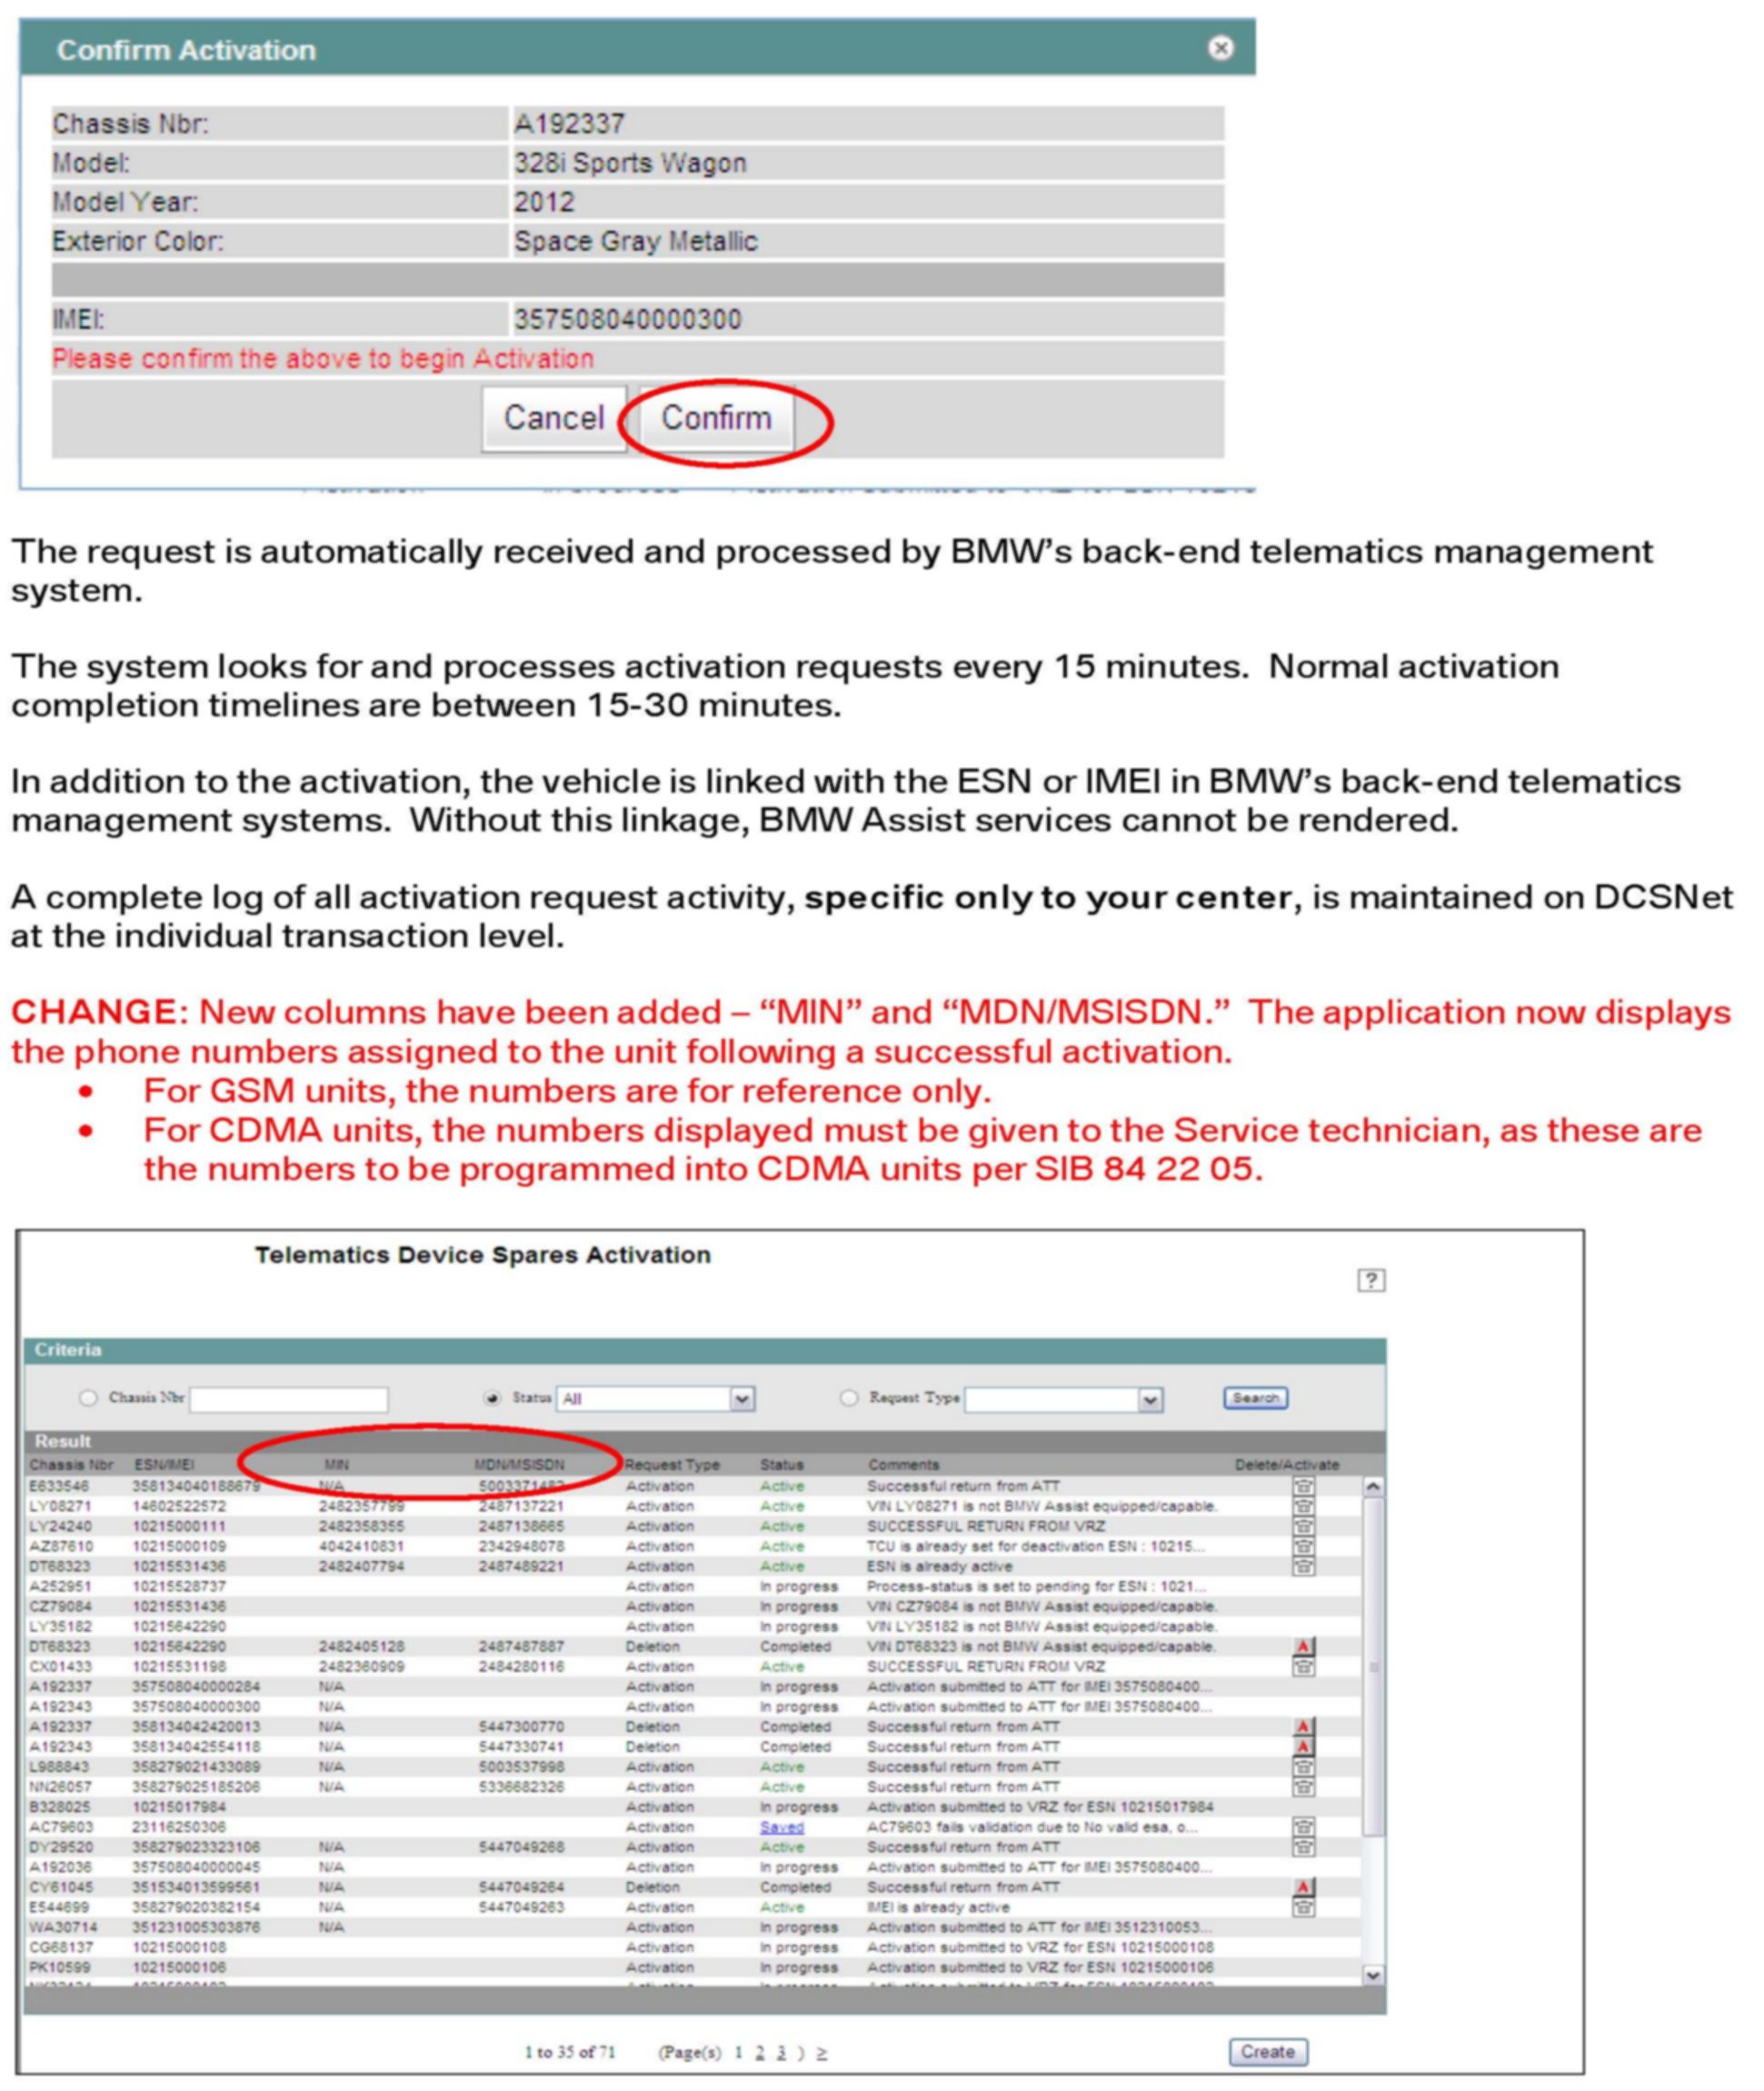 Confirm Activation
Chassis Nbr: A192337
Model: 328i Sports Wagon
Model Year: 2012
Exterior Color: Space Gray Metallic
IMEI: 357508040000300
Please confirm the above to begin Activation
Cancel Confirm
The request is automatically received and processed by BMW's back-end telematics management
system.
The system looks for and processes activation requests every 15 minutes. Normal activation
completion timelines are between 15-30 minutes.
In addition to the activation, the vehicle is linked with the ESN or IMEI in BMW's back-end telematics
management systems. Without this linkage, BMW Assist services cannot be rendered.
A complete log of all activation request activity, specific only to your center, is maintained on DCSNet
at the individual transaction level.
CHANGE: New columns have been added – “MIN” and “MDN/MSISDN.” The application now displays
the phone numbers assigned to the unit following a successful activation.
• For GSM units, the numbers are for reference only.
• For CDMA units, the numbers displayed must be given to the Service technician, as these are
the numbers to be programmed into CDMA units per SIB 84 22 05.
Telematics Device Spares Activation
?
Criteria
Chassis Nbr Status All Request Type Search
Result
Chassis Nbr ESN/IMEI MIN MDN/MSISDN Request Type Status Comments Delete/Activate
E633546 358134040188679 N/A 5003371482 Activation Active Successful return from ATT
LY08271 14602522572 2482357799 2487137221 Activation Active VIN LY08271 is not BMW Assist equipped/capable.
LY24240 10215000111 2482358355 2487138665 Activation Active SUCCESSFUL RETURN FROM VRZ
AZ87610 10215000109 4042410831 2342948078 Activation Active TCU is already set for deactivation ESN : 10215...
DT68323 10215531436 2482407794 2487489221 Activation Active ESN is already active
A252951 10215528737 Activation In progress Process-status is set to pending for ESN : 1021...
CZ79084 10215531436 Activation In progress VIN CZ79084 is not BMW Assist equipped/capable.
LY35182 10215642290 Activation In progress VIN LY35182 is not BMW Assist equipped/capable.
DT68323 10215642290 2482405128 2487487887 Deletion Completed VIN DT68323 is not BMW Assist equipped/capable. A
CX01433 10215531198 2482360909 2484280116 Activation Active SUCCESSFUL RETURN FROM VRZ
A192337 357508040000284 N/A Activation In progress Activation submitted to ATT for IMEI 3575080400...
A192343 357508040000300 N/A Activation In progress Activation submitted to ATT for IMEI 3575080400...
A192337 358134042420013 N/A 5447300770 Deletion Completed Successful return from ATT A
A192343 358134042554118 N/A 5447330741 Deletion Completed Successful return from ATT A
L988843 358279021433089 N/A 5003537998 Activation Active Successful return from ATT
NN26057 358279025185206 N/A 5336682326 Activation Active Successful return from ATT
B328025 10215017984 Activation In progress Activation submitted to VRZ for ESN 10215017984
AC79603 23116250306 Activation Saved AC79603 fails validation due to No valid esa, o...
DY29520 358279023323106 N/A 5447049268 Activation Active Successful return from ATT
A192036 357508040000045 N/A Activation In progress Activation submitted to ATT for IMEI 3575080400...
CY61045 351534013599561 N/A 5447049264 Deletion Completed Successful return from ATT A
E544699 358279020382154 N/A 5447049263 Activation Active IMEI is already active
WA30714 351231005303876 N/A Activation In progress Activation submitted to ATT for IMEI 3512310053...
CG68137 10215000108 Activation In progress Activation submitted to VRZ for ESN 10215000108
PK10599 10215000106 Activation In progress Activation submitted to VRZ for ESN 10215000106
1 to 35 of 71 (Page(s) 1 2 3 ) ≥ Create